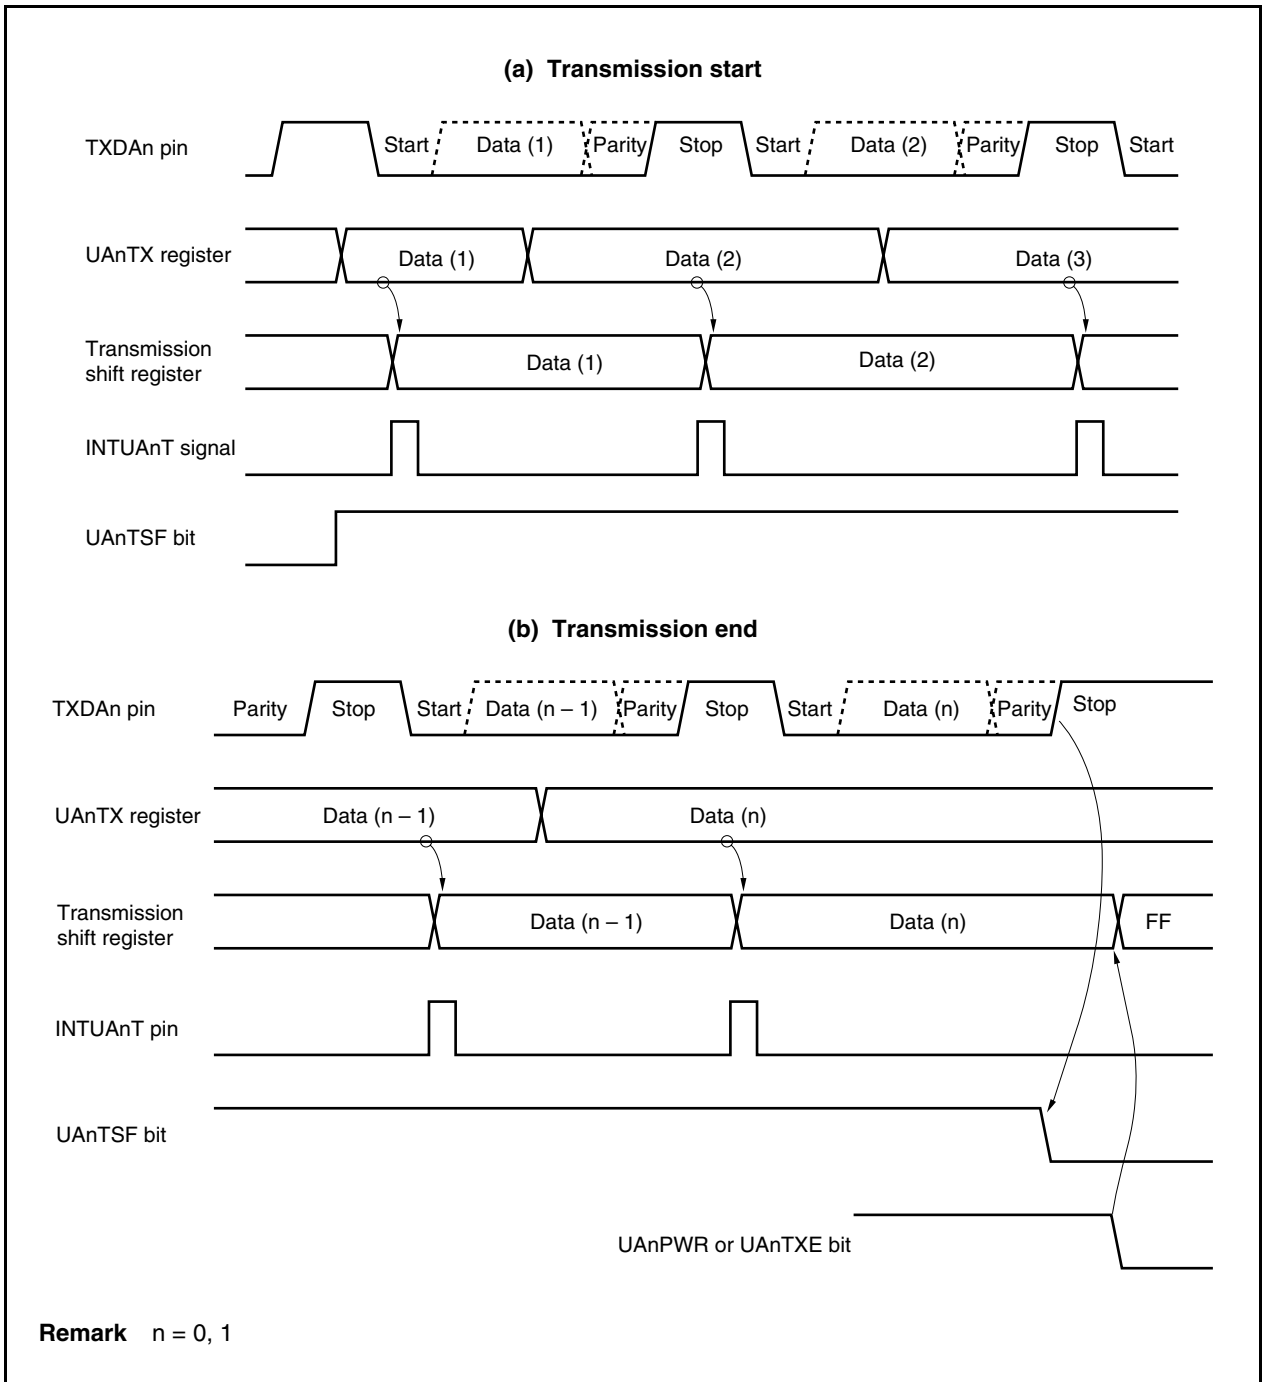 (a) Transmission start
TXDAn pin
Start Data (1) Parity Stop Start Data (2) Parity Stop Start
UAnTX register
Data (1) Data (2) Data (3)
Transmission
shift register
Data (1) Data (2)
INTUAnT signal
UAnTSF bit
(b) Transmission end
TXDAn pin
Parity Stop Start Data (n – 1) Parity Stop Start Data (n) Parity Stop
UAnTX register
Data (n – 1) Data (n)
Transmission
shift register
Data (n – 1) Data (n) FF
INTUAnT pin
UAnTSF bit
UAnPWR or UAnTXE bit
Remark n = 0, 1